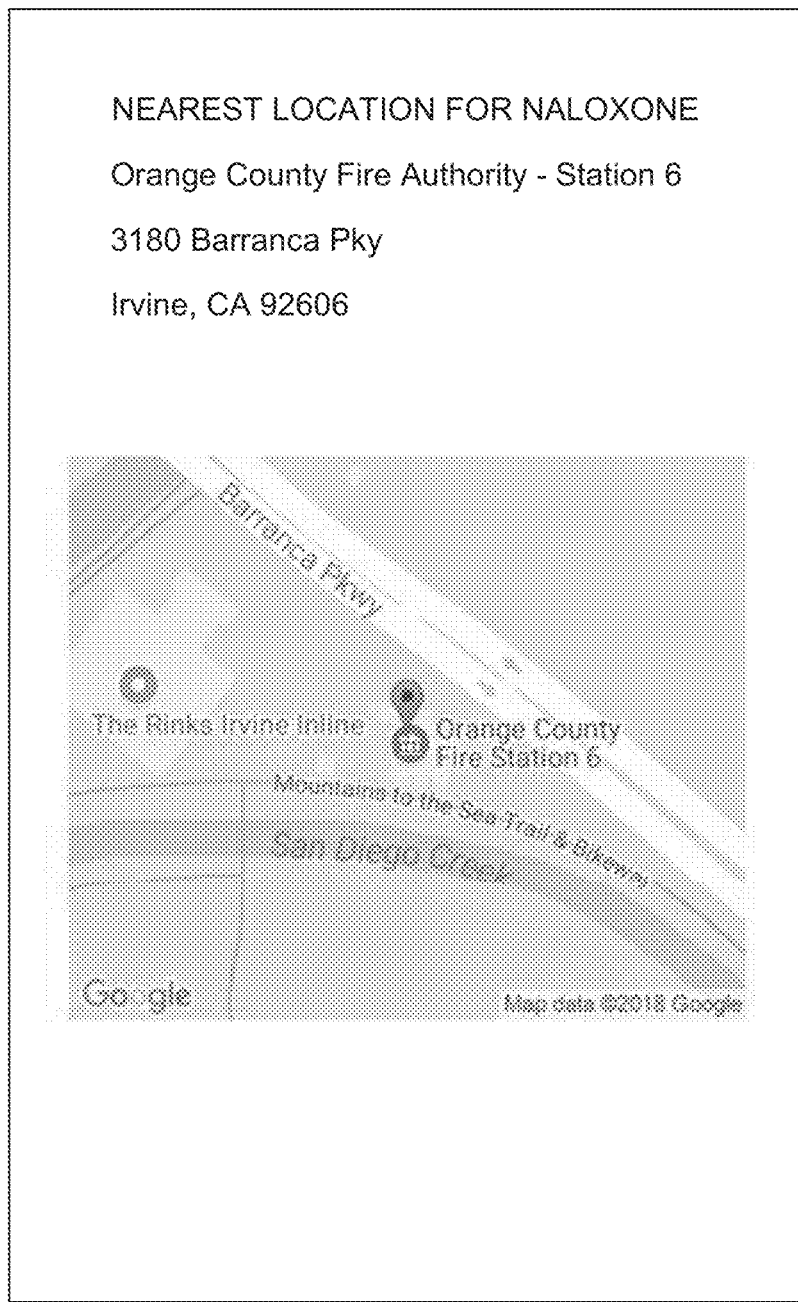 NEAREST LOCATION FOR NALOXONE
Orange County Fire Authority - Station 6
3180 Barranca Pky
Irvine, CA 92606
Barranca Pkwy
The Rinks Irvine Inline
Orange County
Fire Station 6
Mountains to the Sea Trail & Bikeway
San Diego Creek
Google
Map data ©2018 Google